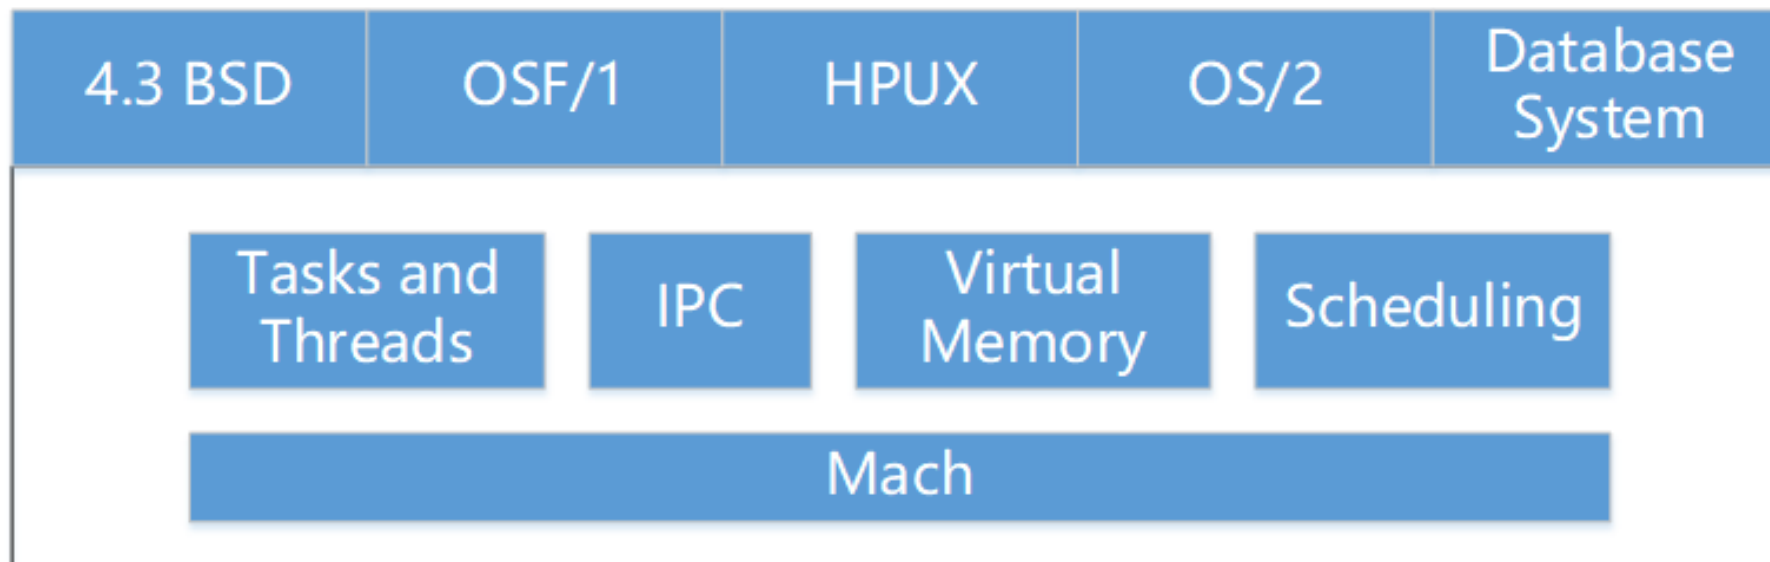 4.3 BSD
OSF/1
HPUX
OS/2
Database
System
Tasks and
Threads
IPC
Virtual
Memory
Scheduling
Mach